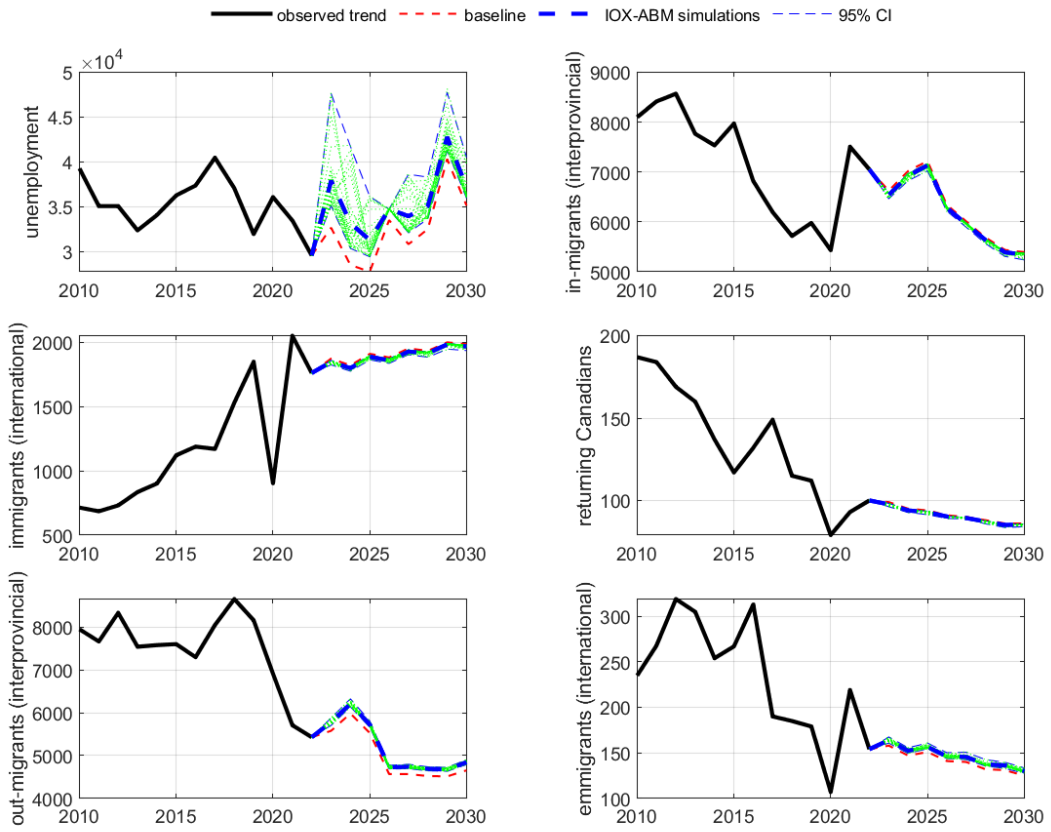 observed trend baseline IOX-ABM simulations 95% CI
×10⁴
unemployment
5
4.5
4
3.5
3
2010 2015 2020 2025 2030
in-migrants (interprovincial)
9000
8000
7000
6000
5000
2010 2015 2020 2025 2030
immigrants (international)
2000
1500
1000
500
2010 2015 2020 2025 2030
returning Canadians
200
150
100
2010 2015 2020 2025 2030
out-migrants (interprovincial)
8000
7000
6000
5000
4000
2010 2015 2020 2025 2030
emmigrants (international)
300
250
200
150
100
2010 2015 2020 2025 2030